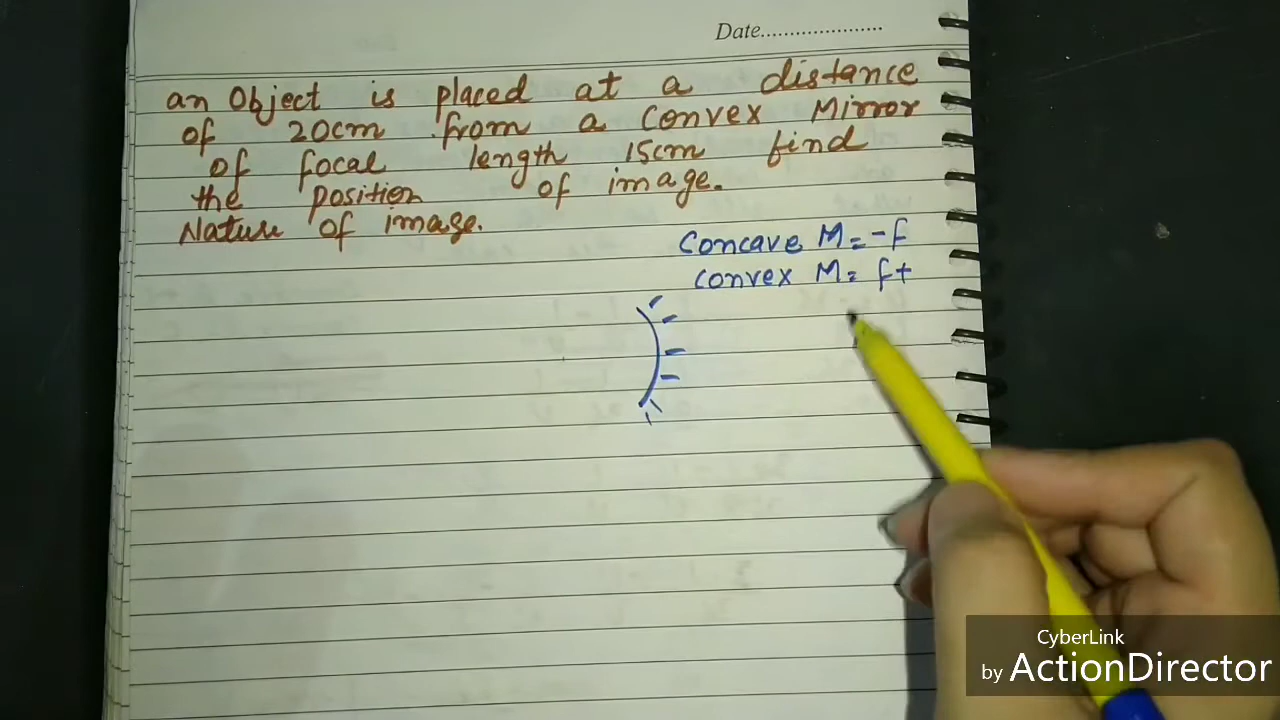 Date.....................
an Object is placed at a distance
of 20cm from a convex Mirror
of focal length 15cm find
the position of image.
Nature of image.
Concave M = -f
Convex M = f+
CyberLink
by ActionDirector